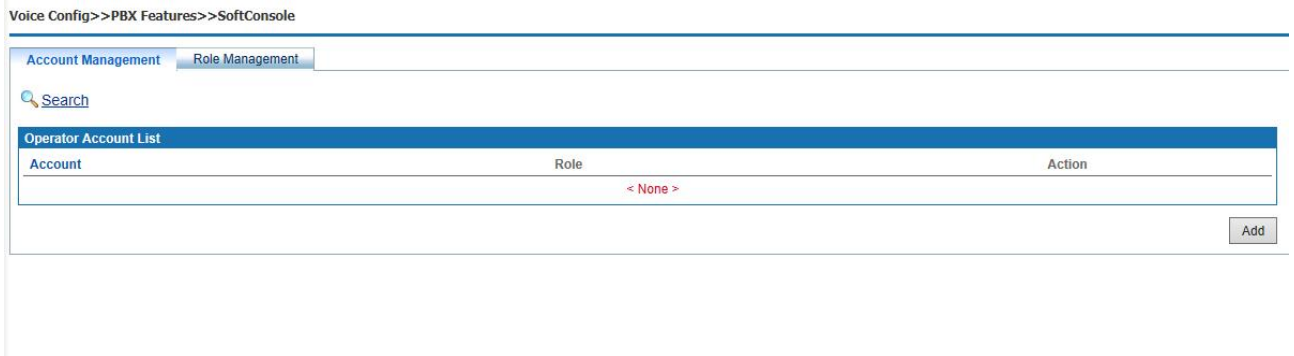 Voice Config>>PBX Features>>SoftConsole
Account Management Role Management
Search
Operator Account List
Account Role Action
< None >
Add